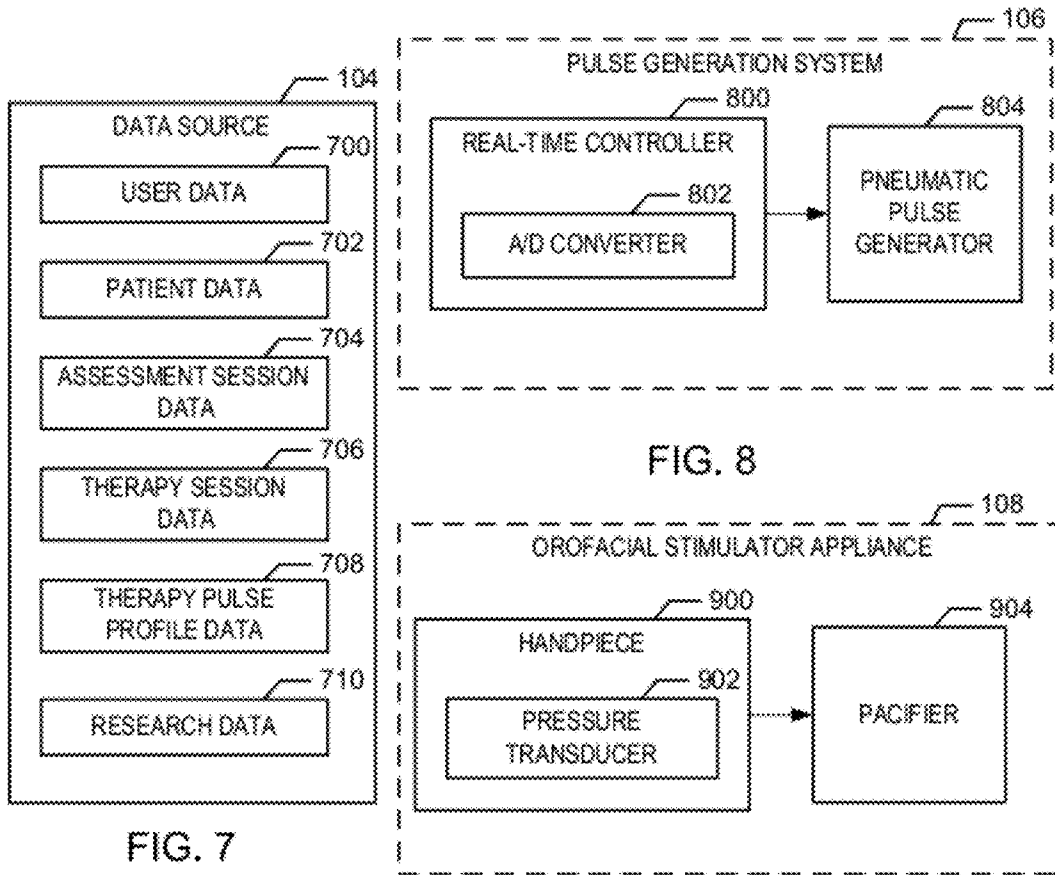 104
DATA SOURCE
700
USER DATA
702
PATIENT DATA
704
ASSESSMENT SESSION
DATA
706
THERAPY SESSION
DATA
708
THERAPY PULSE
PROFILE DATA
710
RESEARCH DATA
FIG. 7
106
PULSE GENERATION SYSTEM
800
REAL-TIME CONTROLLER
802
A/D CONVERTER
804
PNEUMATIC
PULSE
GENERATOR
FIG. 8
108
OROFACIAL STIMULATOR APPLIANCE
900
HANDPIECE
902
PRESSURE
TRANSDUCER
904
PACIFIER